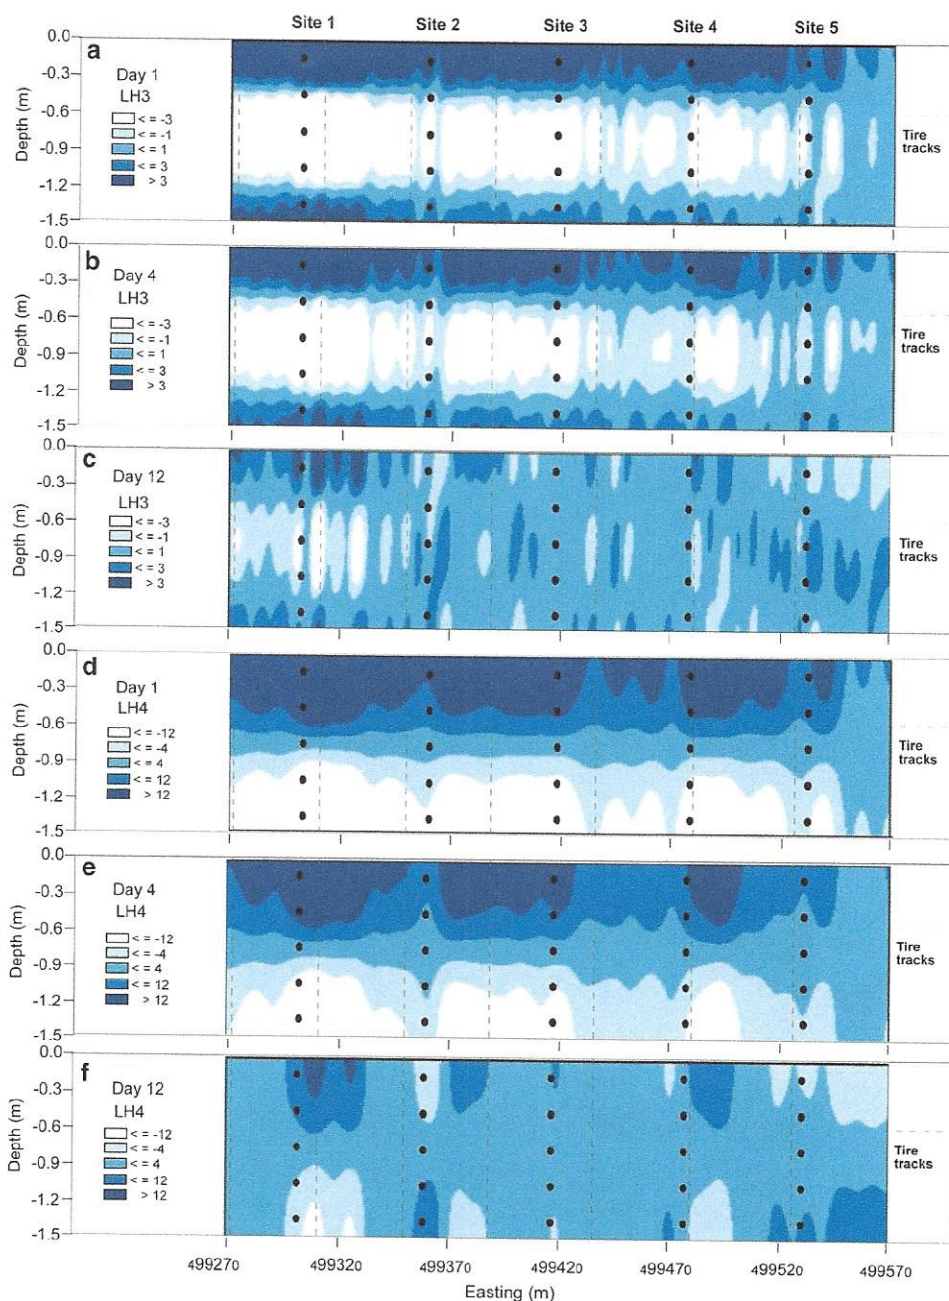 Site 1 Site 2 Site 3 Site 4 Site 5
a
Day 1
LH3
< = -3
< = -1
< = 1
< = 3
> 3
Depth (m)
0.0
-0.3
-0.6
-0.9
-1.2
-1.5
Tire
tracks
b
Day 4
LH3
< = -3
< = -1
< = 1
< = 3
> 3
Depth (m)
0.0
-0.3
-0.6
-0.9
-1.2
-1.5
Tire
tracks
c
Day 12
LH3
< = -3
< = -1
< = 1
< = 3
> 3
Depth (m)
0.0
-0.3
-0.6
-0.9
-1.2
-1.5
Tire
tracks
d
Day 1
LH4
< = -12
< = -4
< = 4
< = 12
> 12
Depth (m)
0.0
-0.3
-0.6
-0.9
-1.2
-1.5
Tire
tracks
e
Day 4
LH4
< = -12
< = -4
< = 4
< = 12
> 12
Depth (m)
0.0
-0.3
-0.6
-0.9
-1.2
-1.5
Tire
tracks
f
Day 12
LH4
< = -12
< = -4
< = 4
< = 12
> 12
Depth (m)
0.0
-0.3
-0.6
-0.9
-1.2
-1.5
Tire
tracks
499270 499320 499370 499420 499470 499520 499570
Easting (m)